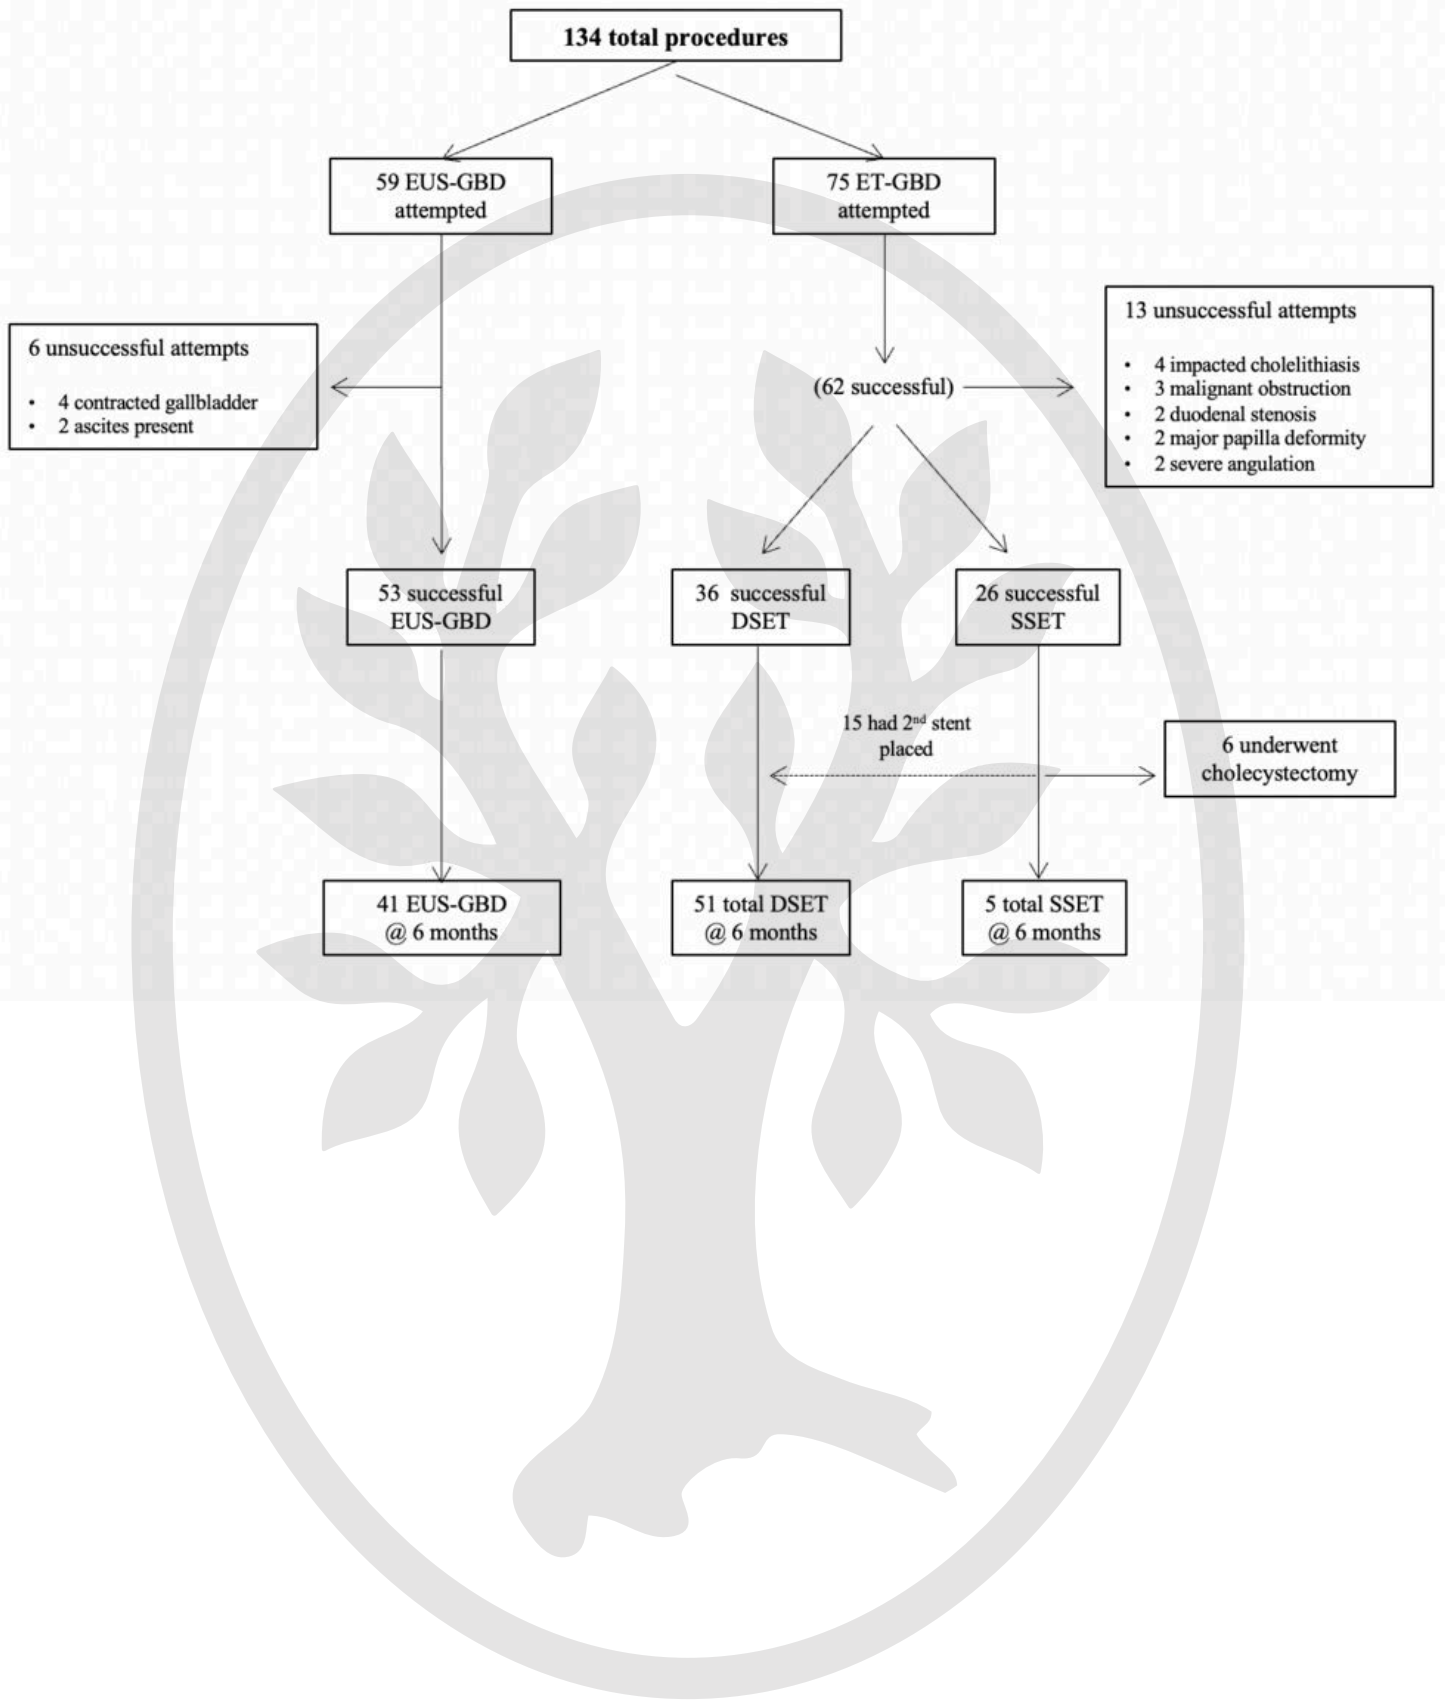 134 total procedures
59 EUS-GBD
attempted
75 ET-GBD
attempted
6 unsuccessful attempts
• 4 contracted gallbladder
• 2 ascites present
(62 successful)
13 unsuccessful attempts
• 4 impacted cholelithiasis
• 3 malignant obstruction
• 2 duodenal stenosis
• 2 major papilla deformity
• 2 severe angulation
53 successful
EUS-GBD
36 successful
DSET
26 successful
SSET
15 had 2nd stent
placed
6 underwent
cholecystectomy
41 EUS-GBD
@ 6 months
51 total DSET
@ 6 months
5 total SSET
@ 6 months